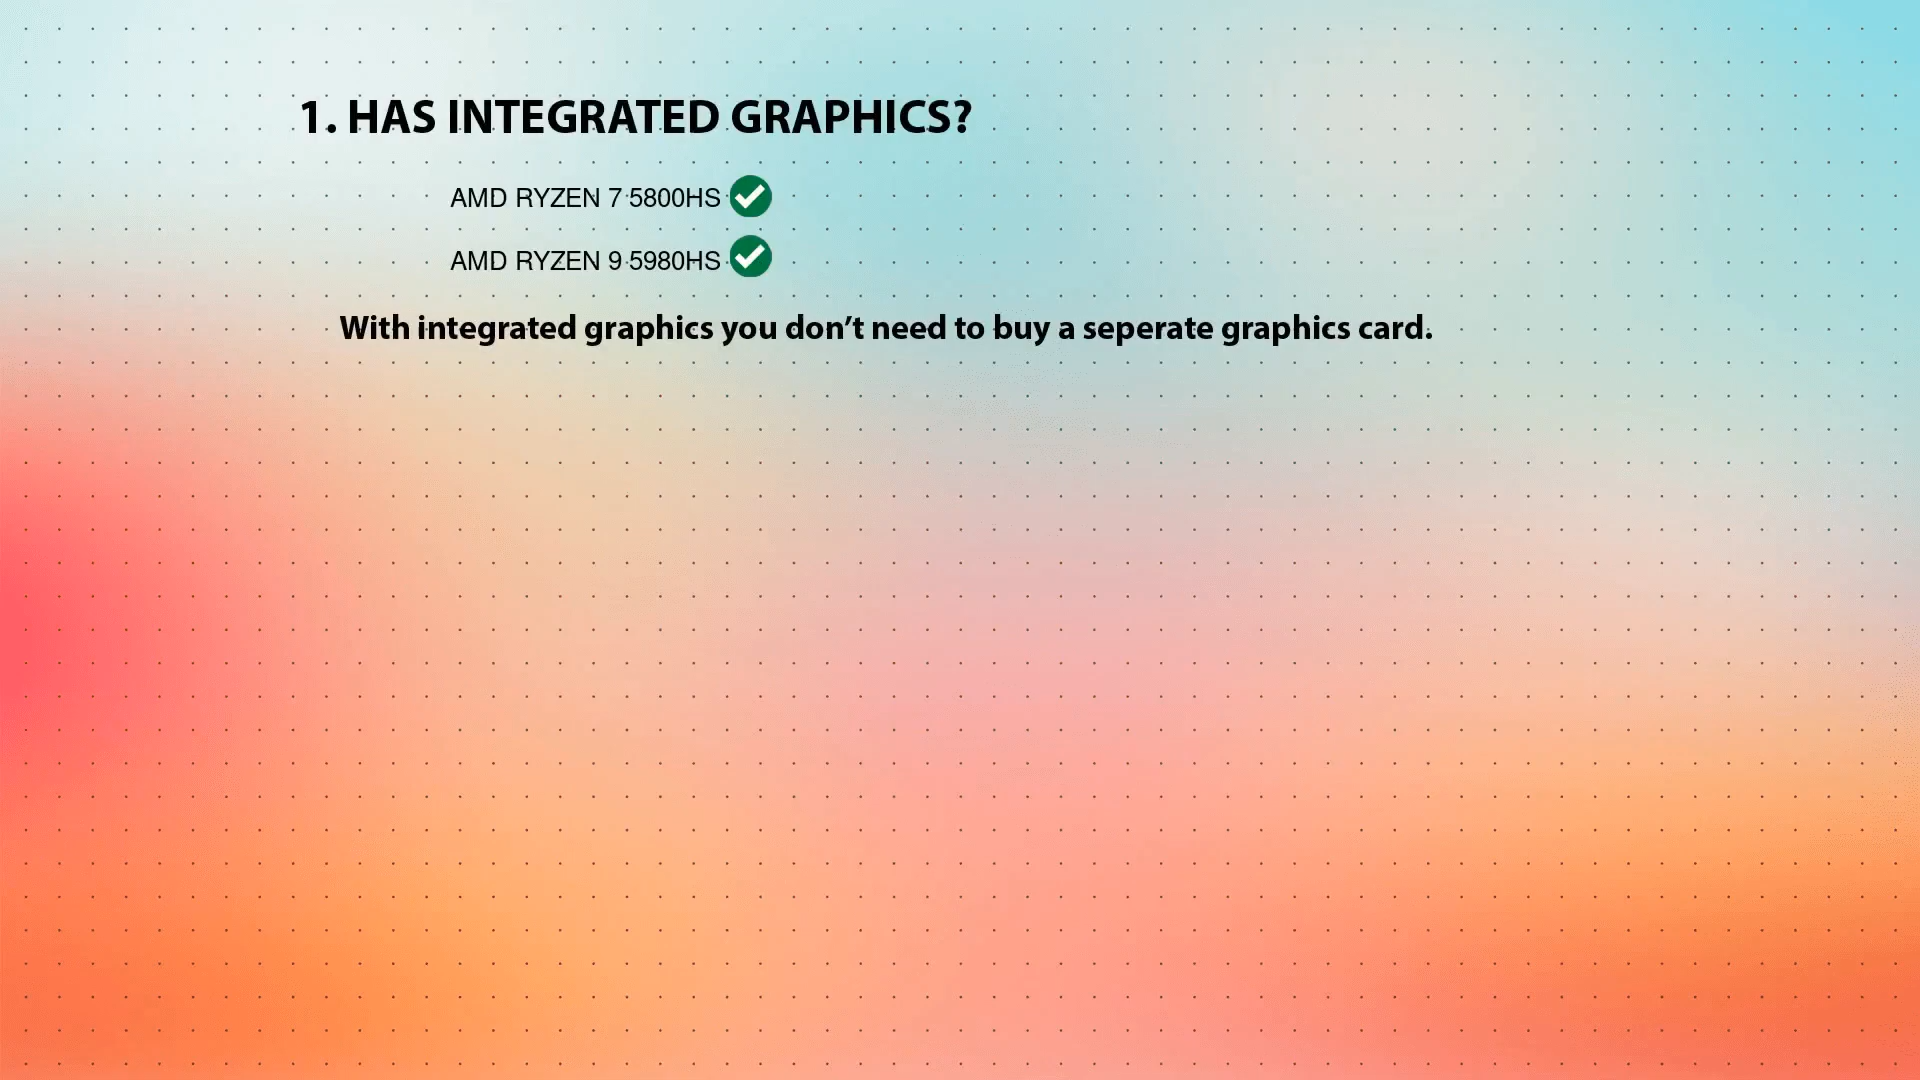 1. HAS INTEGRATED GRAPHICS?
AMD RYZEN 7 5800HS
AMD RYZEN 9 5980HS
With integrated graphics you don’t need to buy a seperate graphics card.